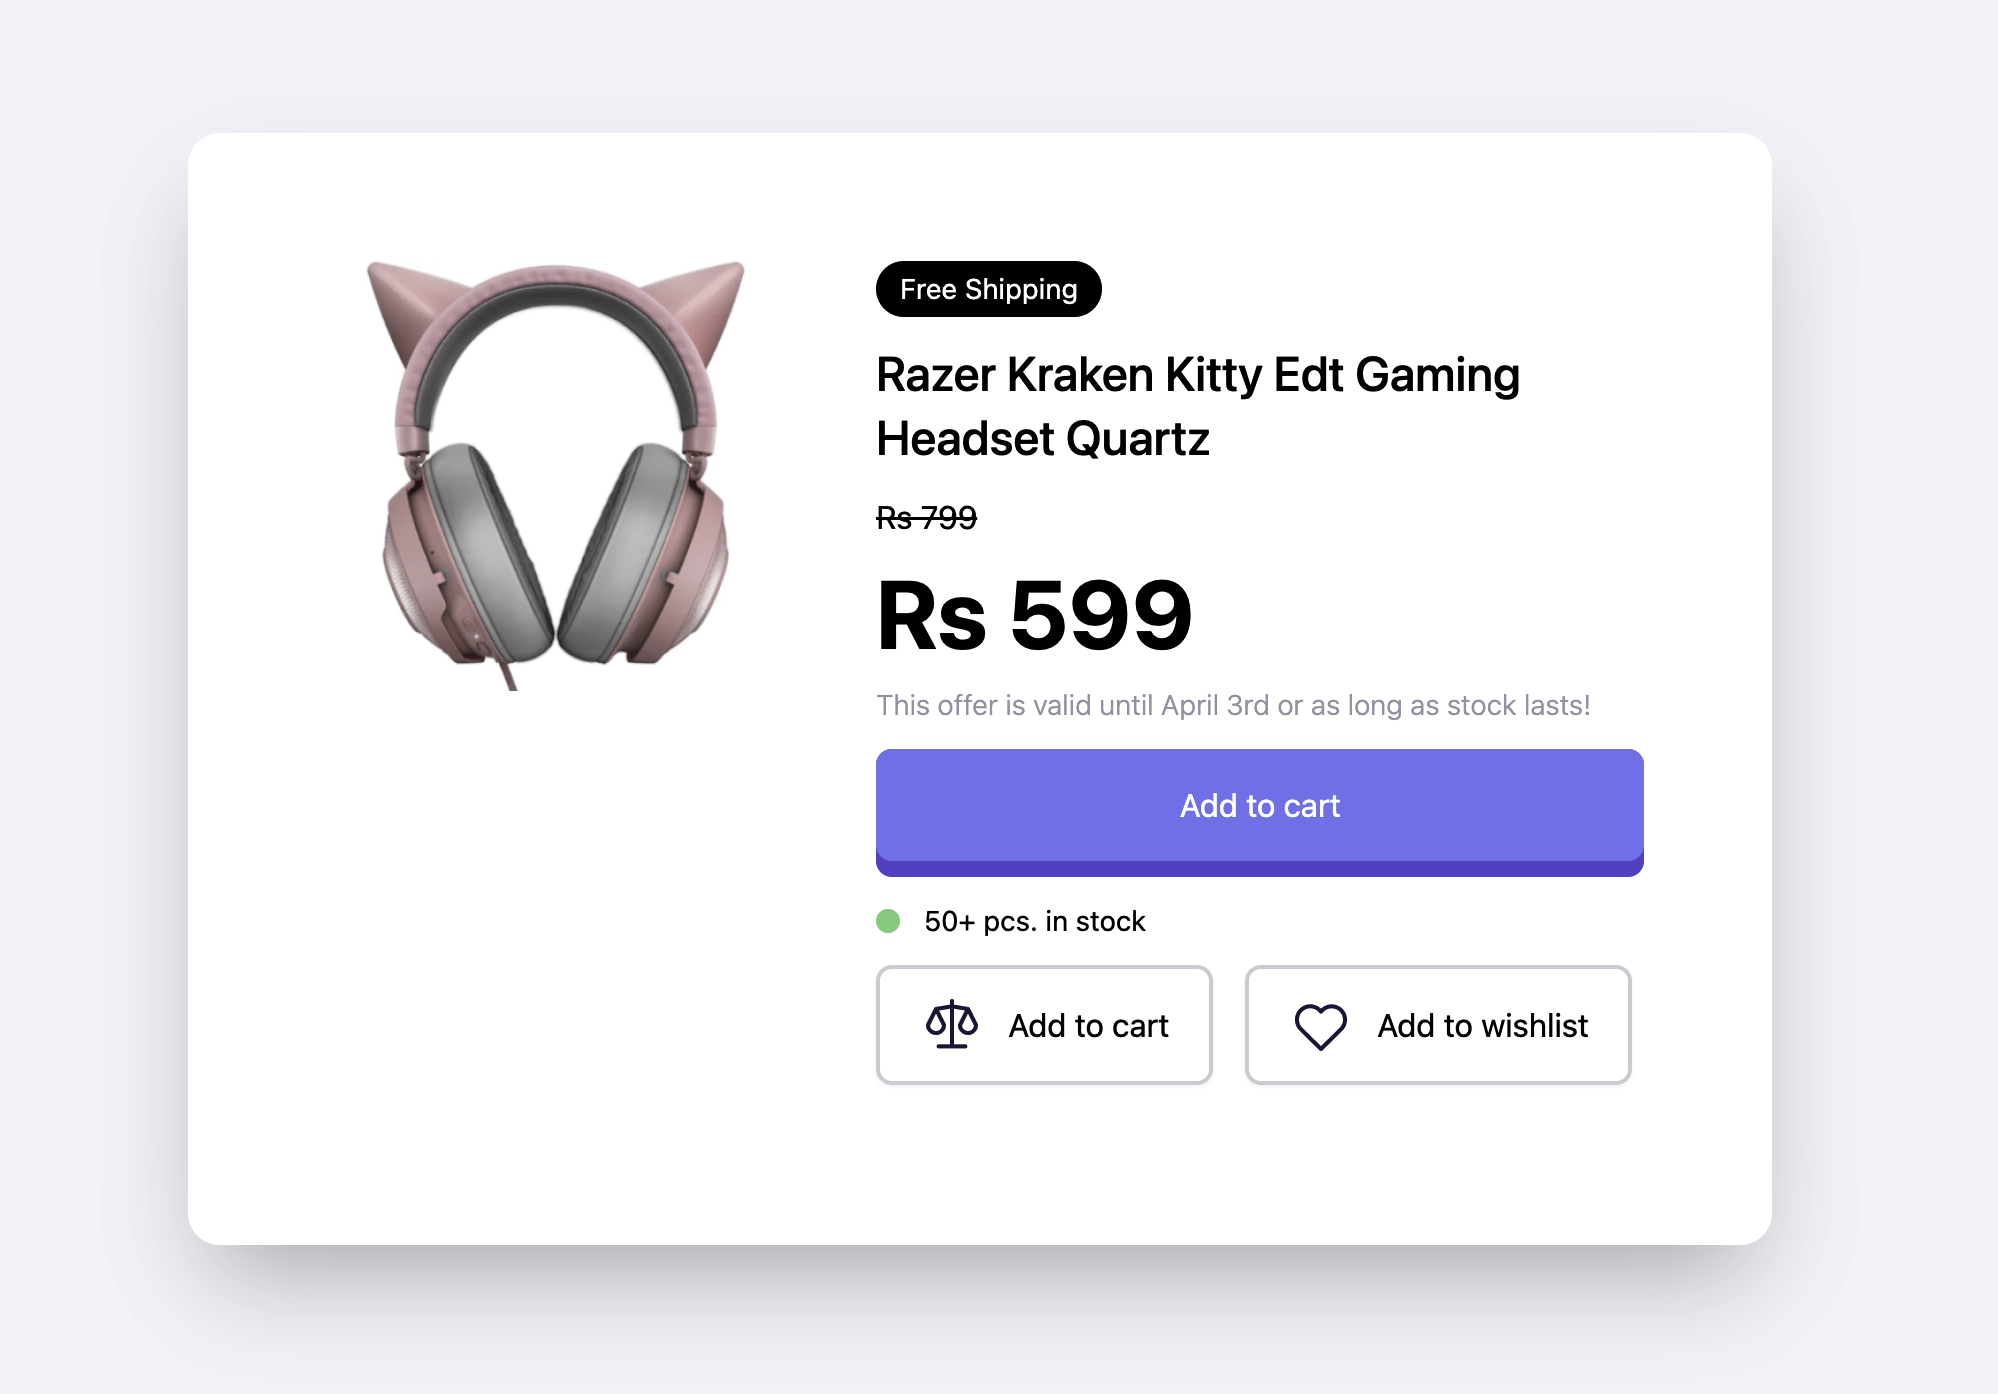 Free Shipping
Razer Kraken Kitty Edt Gaming
Headset Quartz
Rs 799
Rs 599
This offer is valid until April 3rd or as long as stock lasts!
Add to cart
50+ pcs. in stock
Add to cart
Add to wishlist